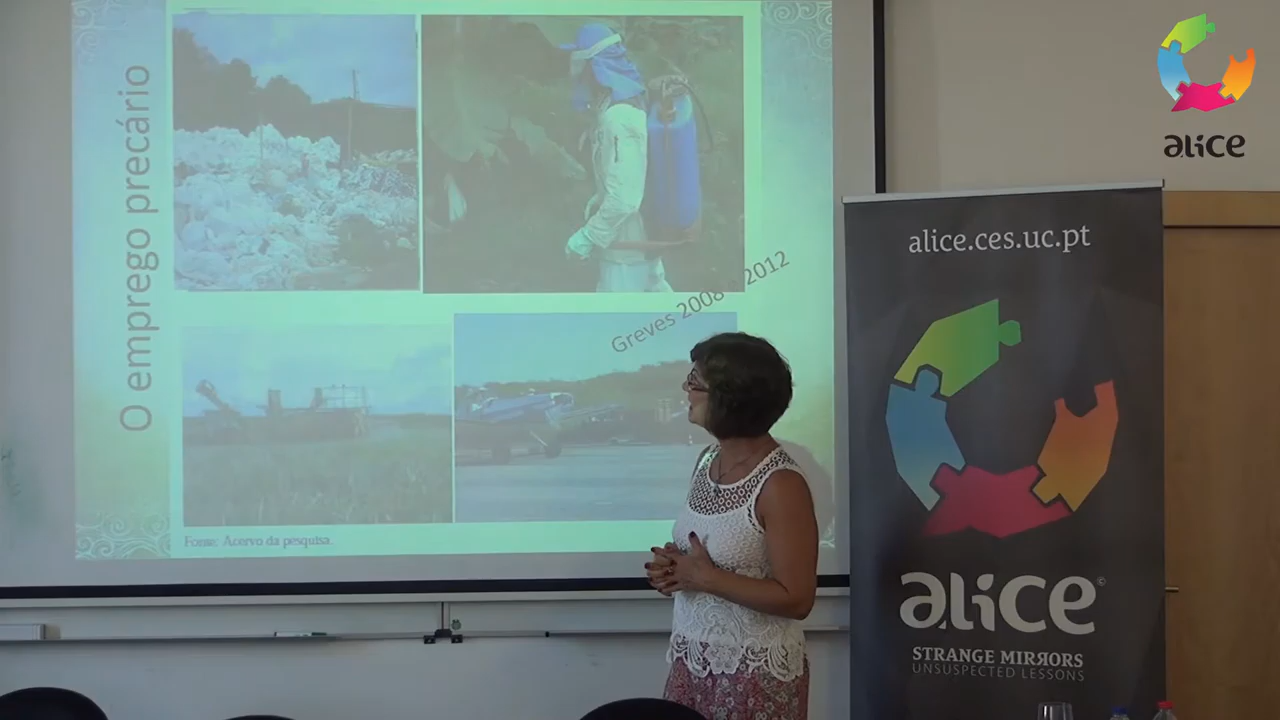 O emprego precário
Greves 2008 - 2012
Fonte: Acervo da pesquisa.
alice
alice.ces.uc.pt
alice©
STRANGE MIRRORS
UNSUSPECTED LESSONS